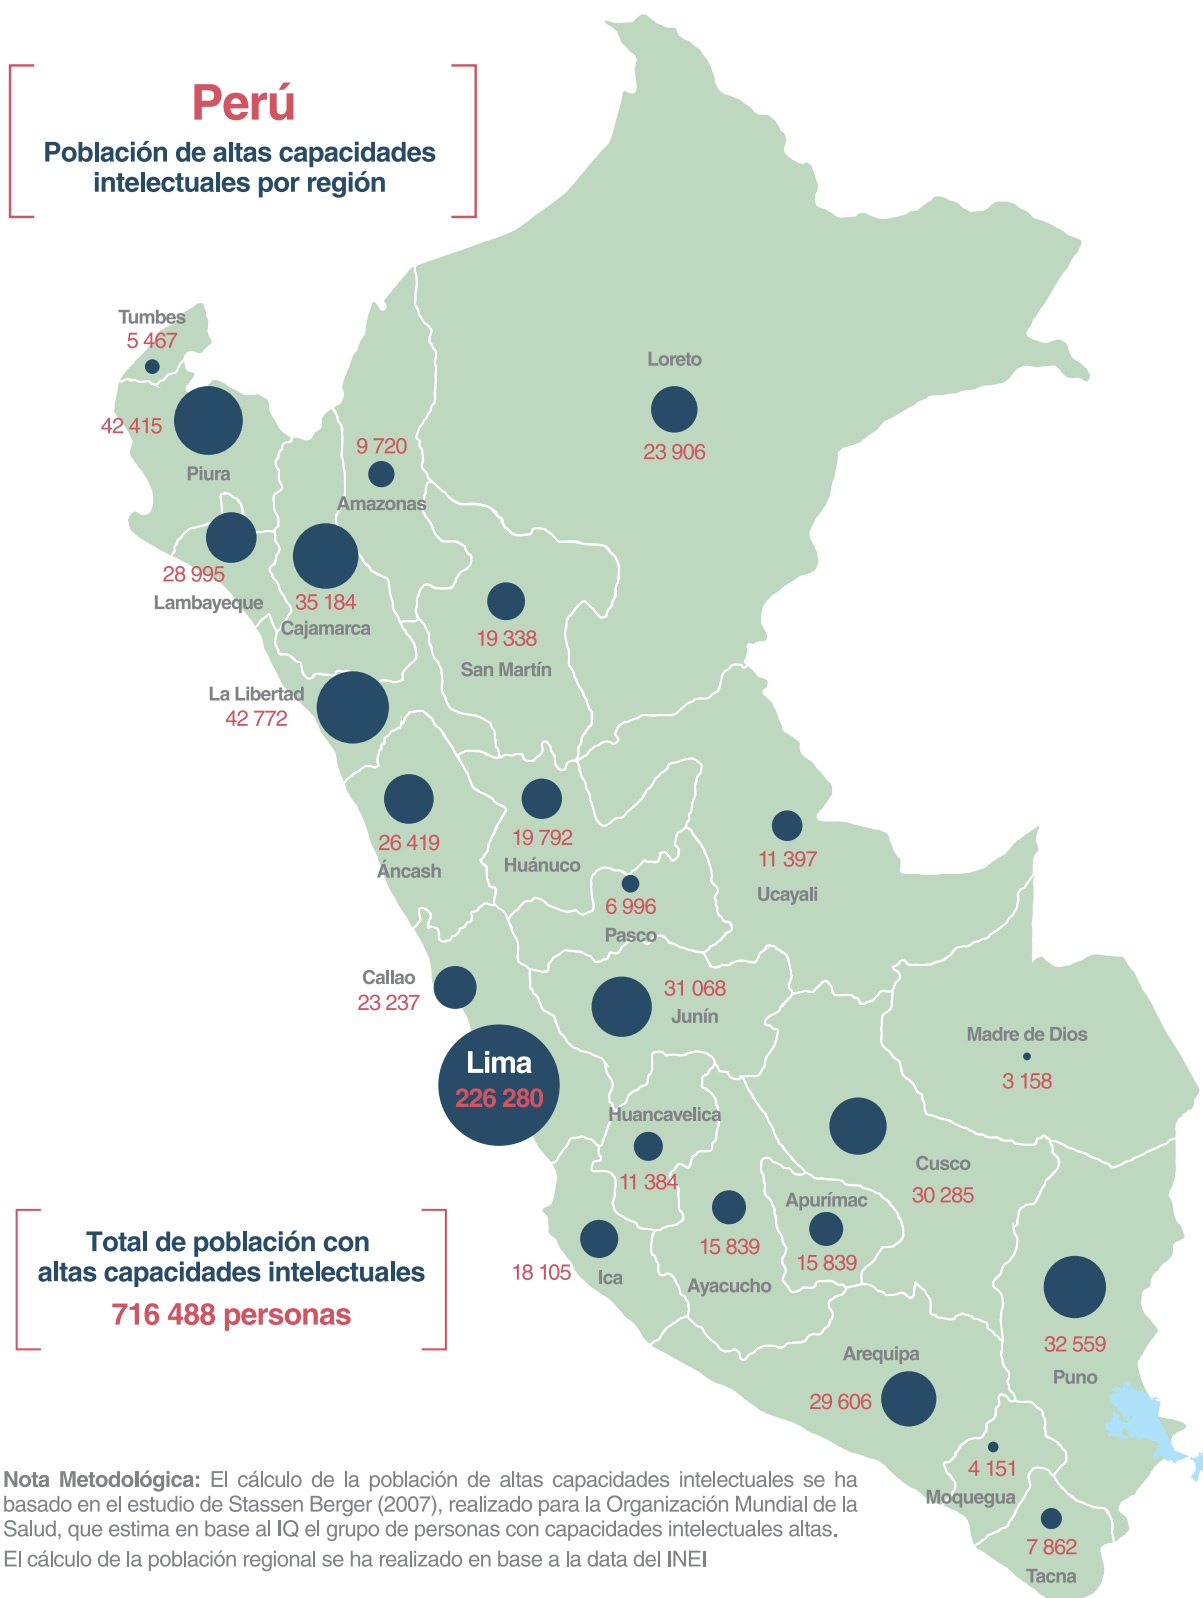 Perú
Población de altas capacidades
intelectuales por región
Tumbes
5 467
42 415
Piura
Loreto
23 906
9 720
Amazonas
28 995
Lambayeque
35 184
Cajamarca
19 338
San Martín
La Libertad
42 772
26 419
Áncash
19 792
Huánuco
11 397
Ucayali
6 996
Pasco
Callao
23 237
31 068
Junín
Lima
226 280
Madre de Dios
3 158
Huancavelica
11 384
Cusco
30 285
Apurímac
15 839
15 839
Ayacucho
18 105
Ica
Total de población con
altas capacidades intelectuales
716 488 personas
32 559
Puno
Arequipa
29 606
4 151
Moquegua
7 862
Tacna
Nota Metodológica: El cálculo de la población de altas capacidades intelectuales se ha
basado en el estudio de Stassen Berger (2007), realizado para la Organización Mundial de la
Salud, que estima en base al IQ el grupo de personas con capacidades intelectuales altas.
El cálculo de la población regional se ha realizado en base a la data del INEI